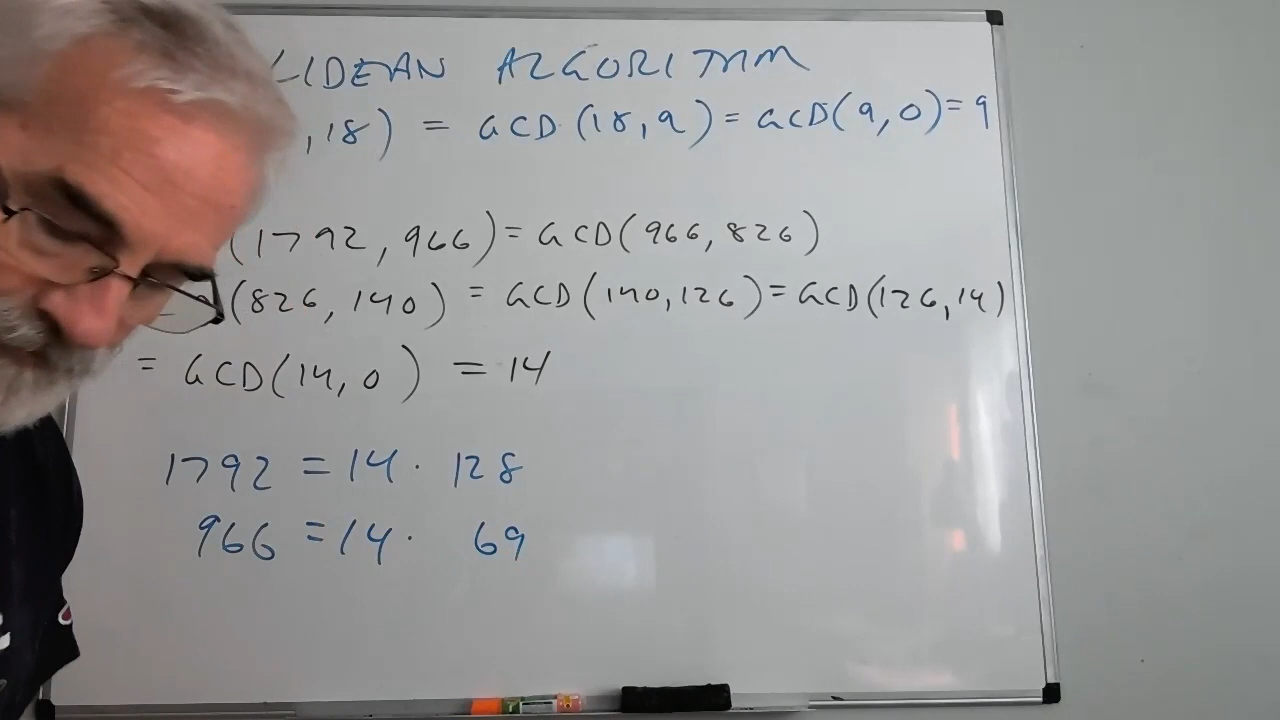 LIDEAN ALGORITHM
,18) = GCD(18,9) = GCD(9,0) = 9
(1792,966) = GCD(966,826)
(826,140) = GCD(140,126) = GCD(126,14)
= GCD(14,0) = 14
1792 = 14 · 128
966 = 14 · 69